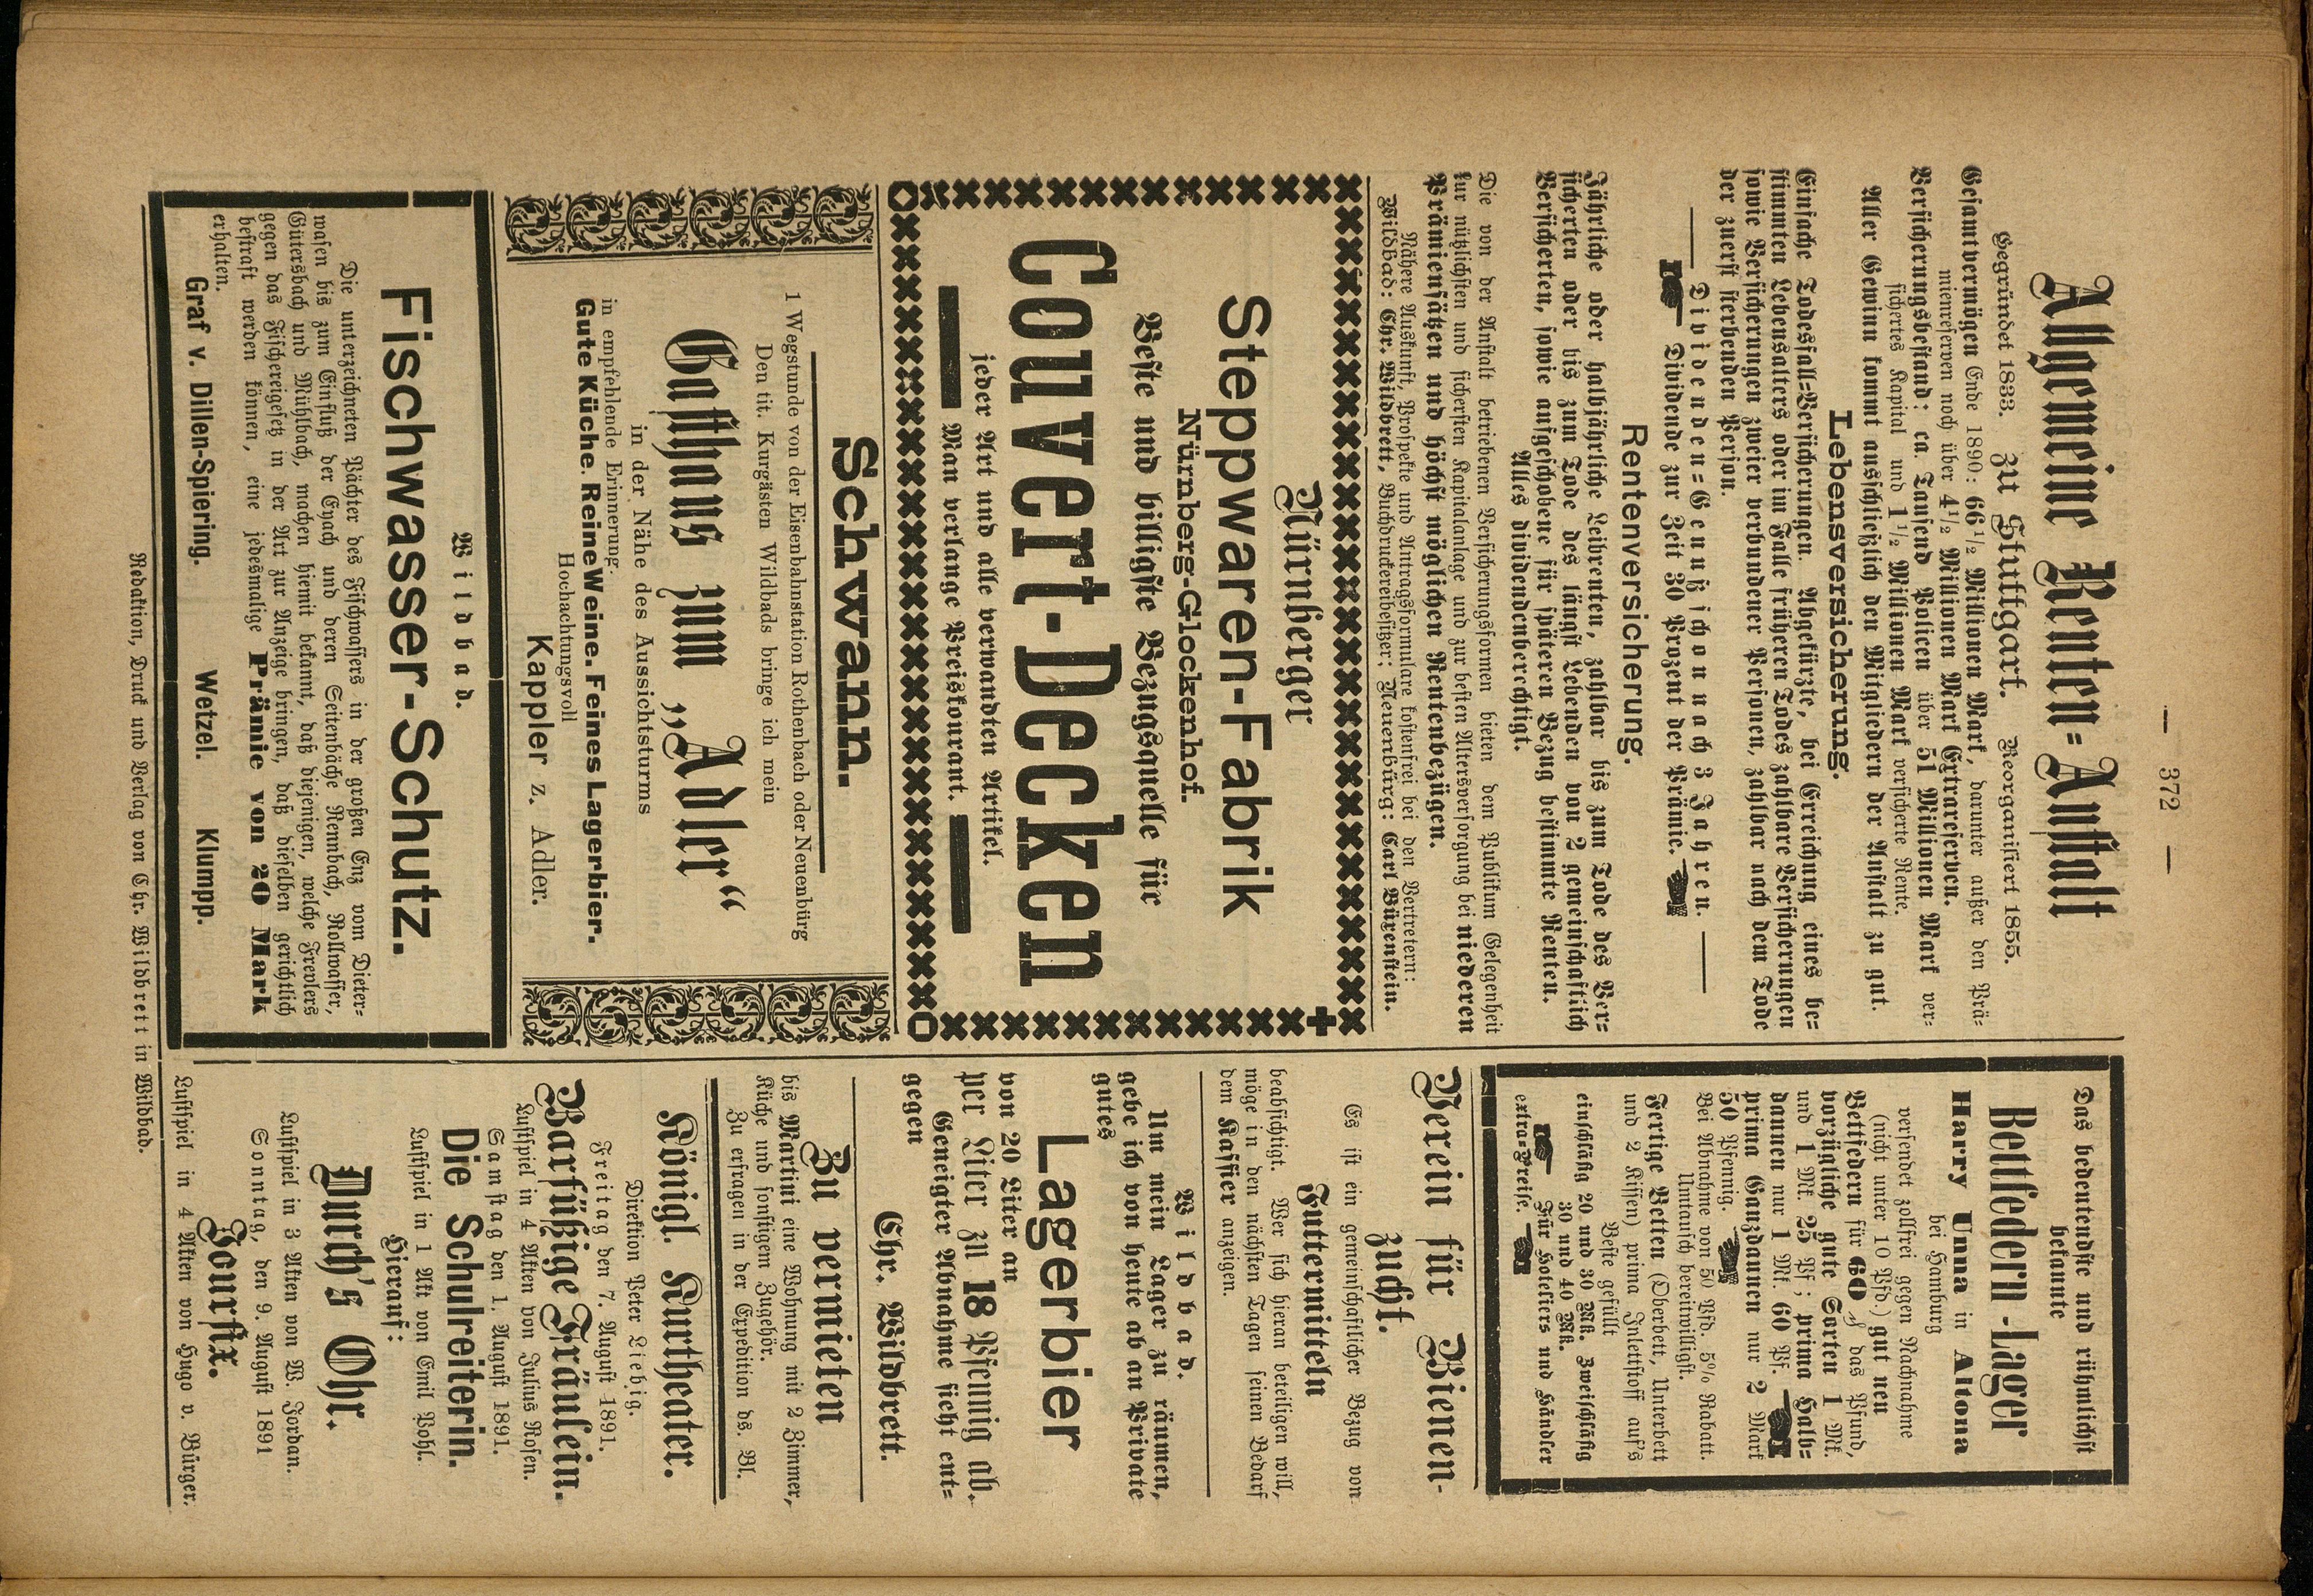 — 372 —
Allgemeine Renten-Anstalt
Gegründet 1833. zu Stuttgart. Reorganisiert 1855.
Gesamtvermögen Ende 1890: 66 1/2 Millionen Mark, darunter außer den Prä-
mienreserven noch über 4 1/2 Millionen Mark Extrareserven.
Versicherungsbestand: ca. Tausend Policen über 51 Millionen Mark ver-
sichertes Kapital und 1 1/2 Millionen Mark versicherte Rente.
Aller Gewinn kommt ausschließlich den Mitgliedern der Anstalt zu gut.
Lebensversicherung.
Einfache Todesfall-Versicherungen. Abgekürzte, bei Erreichung eines be-
stimmten Lebensalters oder im Falle früheren Todes zahlbare Versicherungen
sowie Versicherungen zweier verbundener Personen, zahlbar nach dem Tode
der zuerst sterbenden Person.
Dividenden-Genuß schon nach 3 Jahren.
Dividende zur Zeit 30 Prozent der Prämie.
Rentenversicherung.
Jährliche oder halbjährliche Leibrenten, zahlbar bis zum Tode des Ver-
sicherten oder bis zum Tode des längst Lebenden von 2 gemeinschaftlich
Versicherten, sowie aufgeschobene für späteren Bezug bestimmte Renten.
Alles dividendenberechtigt.
Die von der Anstalt betriebenen Versicherungsformen bieten dem Publikum Gelegenheit
zur nützlichsten und sichersten Kapitalanlage und zur besten Altersversorgung bei niederen
Prämiensätzen und höchst möglichen Rentenbezügen.
Nähere Auskunft, Prospekte und Antragsformulare kostenfrei bei den Vertretern:
Wildbad: Chr. Wildbrett, Buchdruckereibesitzer; Neuenbürg: Carl Bürenstein.
Nürnberger
Steppwaren-Fabrik
Nürnberg-Glockenhof.
Beste und billigste Bezugsquelle für
Couvert-Decken
jeder Art und alle verwandten Artikel.
Man verlange Preiskourant.
Schwann.
1 Wegstunde von der Eisenbahnstation Rothenbach oder Neuenbürg
Den tit. Kurgästen Wildbads bringe ich mein
Gasthaus zum „Adler“
in der Nähe des Aussichtsturms
in empfehlende Erinnerung.
Gute Küche. Reine Weine. Feines Lagerbier.
Hochachtungsvoll
Kappler z. Adler.
Wildbad.
Fischwasser-Schutz.
Die unterzeichneten Pächter des Fischwassers in der großen Enz vom Dieter-
wasen bis zum Einfluß der Eyach und deren Seitenbäche Rennbach, Rollwasser,
Gütersbach und Mühlbach, machen hiemit bekannt, daß diejenigen, welche Frevlers
gegen das Fischereigesetz in der Art zur Anzeige bringen, daß dieselben gerichtlich
bestraft werden können, eine jedesmalige Prämie von 20 Mark
erhalten.
Graf v. Dillen-Spiering. Wetzel. Klumpp.
Das bedeutendste und rühmlichst
bekannte
Bettfedern-Lager
Harry Unna in Altona
bei Hamburg
versendet zollfrei gegen Nachnahme
(nicht unter 10 Pfd.) gut neu
Bettfedern für 60 ₰ das Pfund,
vorzügliche gute Sorten 1 Mk.
und 1 Mk. 25 Pf; prima Halb-
daunen nur 1 Mk. 60 Pf.
prima Ganzdaunen nur 2 Mark
50 Pfennig.
Bei Abnahme von 50 Pfd. 5% Rabatt.
Umtausch bereitwilligst.
Fertige Betten (Oberbett, Unterbett
und 2 Kissen) prima Inlettstoff auf's
Beste gefüllt
einschläfig 20 und 30 Mk. Zweischläfig
30 und 40 Mk.
Für Hoteliers und Händler
extra-Preise.
Verein für Bienen-
zucht.
Es ist ein gemeinschaftlicher Bezug von
Futtermitteln
beabsichtigt. Wer sich hieran beteiligen will,
möge in den nächsten Tagen seinen Bedarf
dem Kassier anzeigen.
Wildbad.
Um mein Lager zu räumen,
gebe ich von heute ab an Private
gutes
Lagerbier
von 20 Liter an
per Liter zu 18 Pfennig ab.
Geneigter Abnahme sieht ent-
gegen
Chr. Wildbrett.
Zu vermieten
bis Martini eine Wohnung mit 2 Zimmer,
Küche und sonstigem Zugehör.
Zu erfragen in der Expedition ds. Bl.
Königl. Kurtheater.
Direktion Peter Liebig.
Freitag den 7. August 1891.
Barfüßige Fräulein.
Lustspiel in 4 Akten von Julius Rosen.
Samstag den 1. August 1891.
Die Schulreiterin.
Lustspiel in 1 Akt von Emil Pohl.
Hierauf:
Durch's Ohr.
Lustspiel in 3 Akten von W. Jordan.
Sonntag, den 9. August 1891
Jourfix.
Lustspiel in 4 Akten von Hugo v. Bürger.
Redaktion, Druck und Verlag von Chr. Wildbrett in Wildbad.